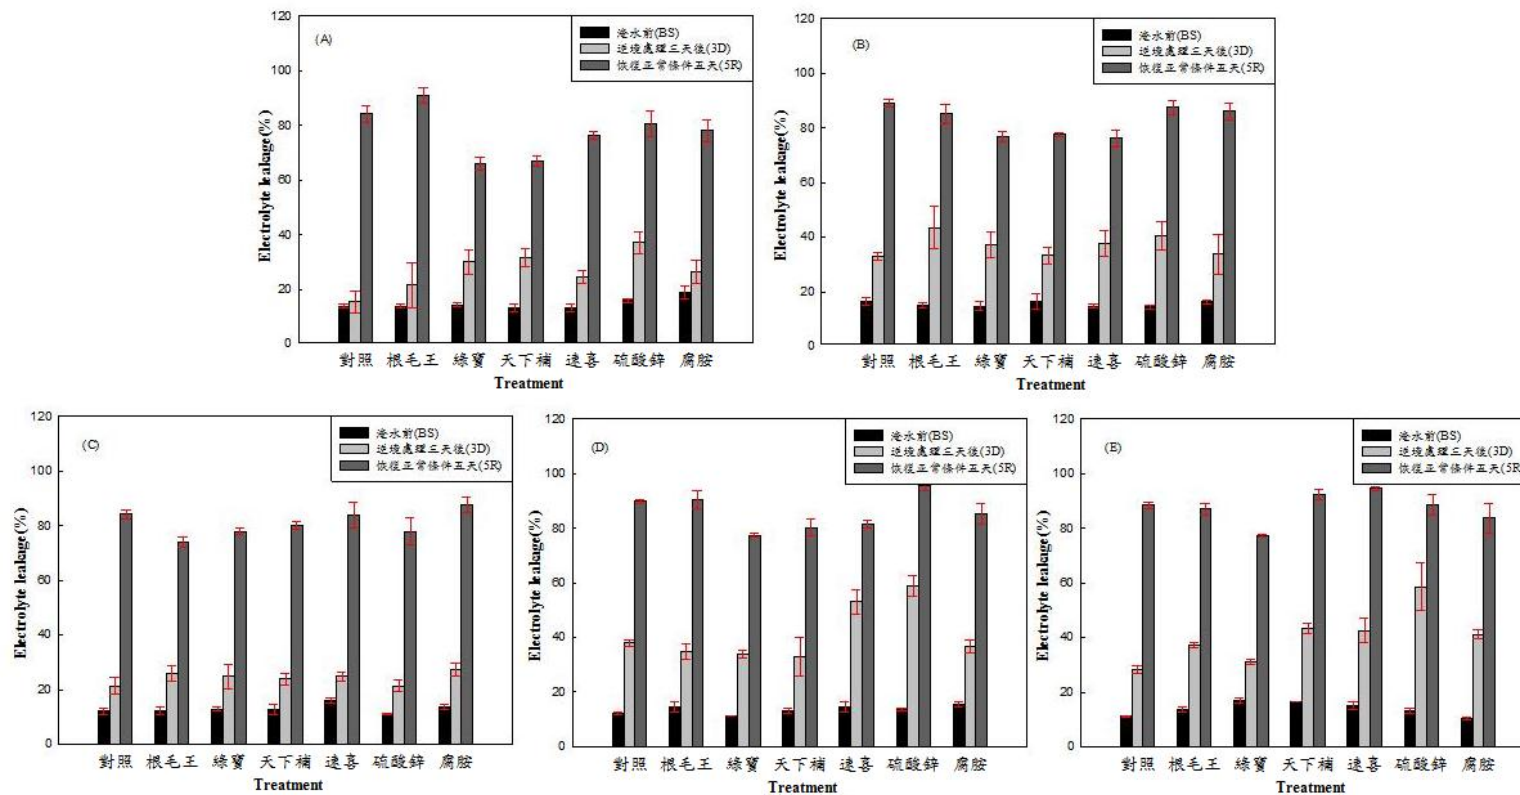 (A)
淹水前(BS)
逆境處理三天後(3D)
恢復正常條件五天(5R)
Electrolyte leakage(%)
120
100
80
60
40
20
0
對照 根毛王 綠寶 天下補 速喜 硫酸鋅 腐胺
Treatment
(B)
淹水前(BS)
逆境處理三天後(3D)
恢復正常條件五天(5R)
Electrolyte leakage(%)
120
100
80
60
40
20
0
對照 根毛王 綠寶 天下補 速喜 硫酸鋅 腐胺
Treatment
(C)
淹水前(BS)
逆境處理三天後(3D)
恢復正常條件五天(5R)
Electrolyte leakage(%)
120
100
80
60
40
20
0
對照 根毛王 綠寶 天下補 速喜 硫酸鋅 腐胺
Treatment
(D)
淹水前(BS)
逆境處理三天後(3D)
恢復正常條件五天(5R)
Electrolyte leakage(%)
120
100
80
60
40
20
0
對照 根毛王 綠寶 天下補 速喜 硫酸鋅 腐胺
Treatment
(E)
淹水前(BS)
逆境處理三天後(3D)
恢復正常條件五天(5R
Electrolyte leakage(%)
120
100
80
60
40
20
0
對照 根毛王 綠寶 天下補 速喜 硫酸鋅 腐胺
Treatment